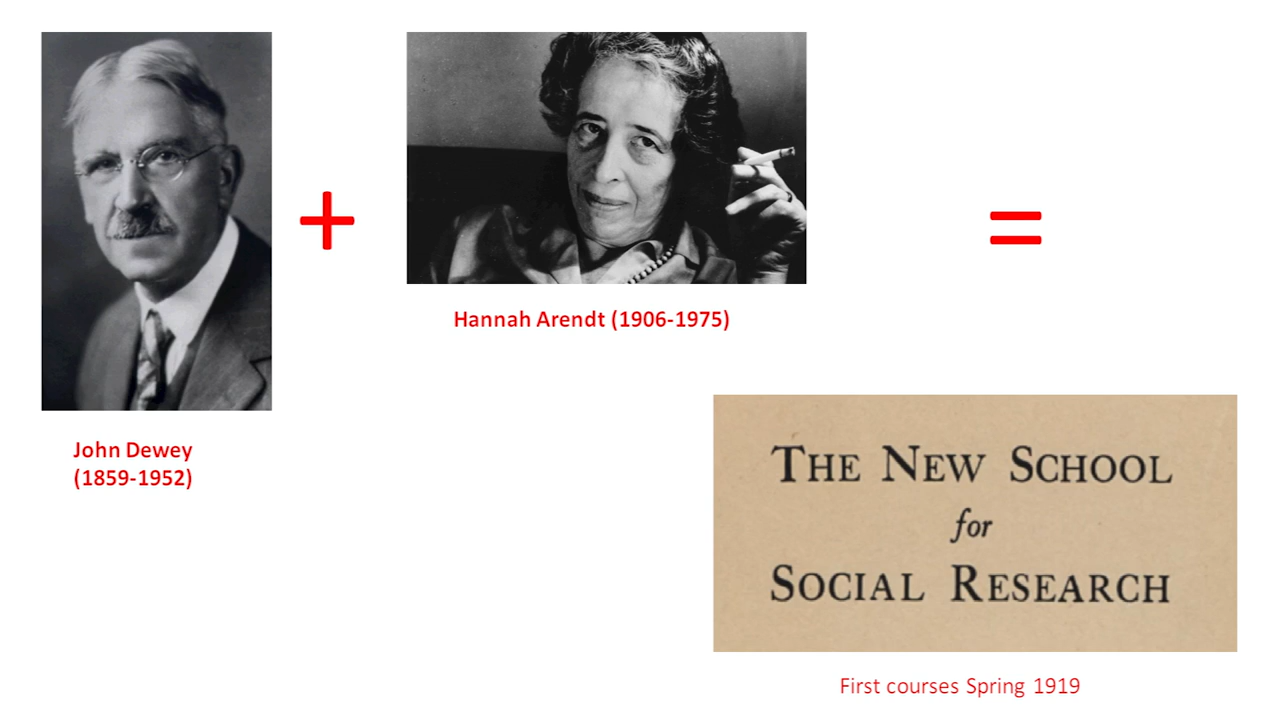 +
=
Hannah Arendt (1906-1975)
John Dewey
(1859-1952)
THE NEW SCHOOL
for
SOCIAL RESEARCH
First courses Spring 1919